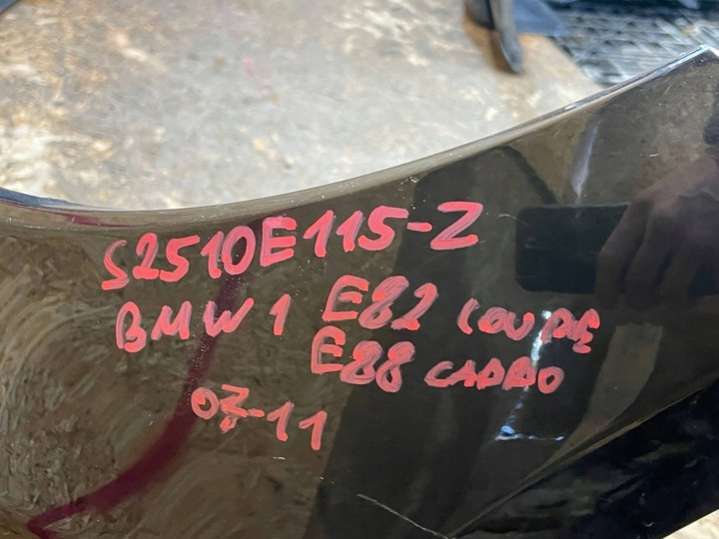 S2510E115-Z
BMW 1 E82 COUPE
E88 CABRIO
07-11